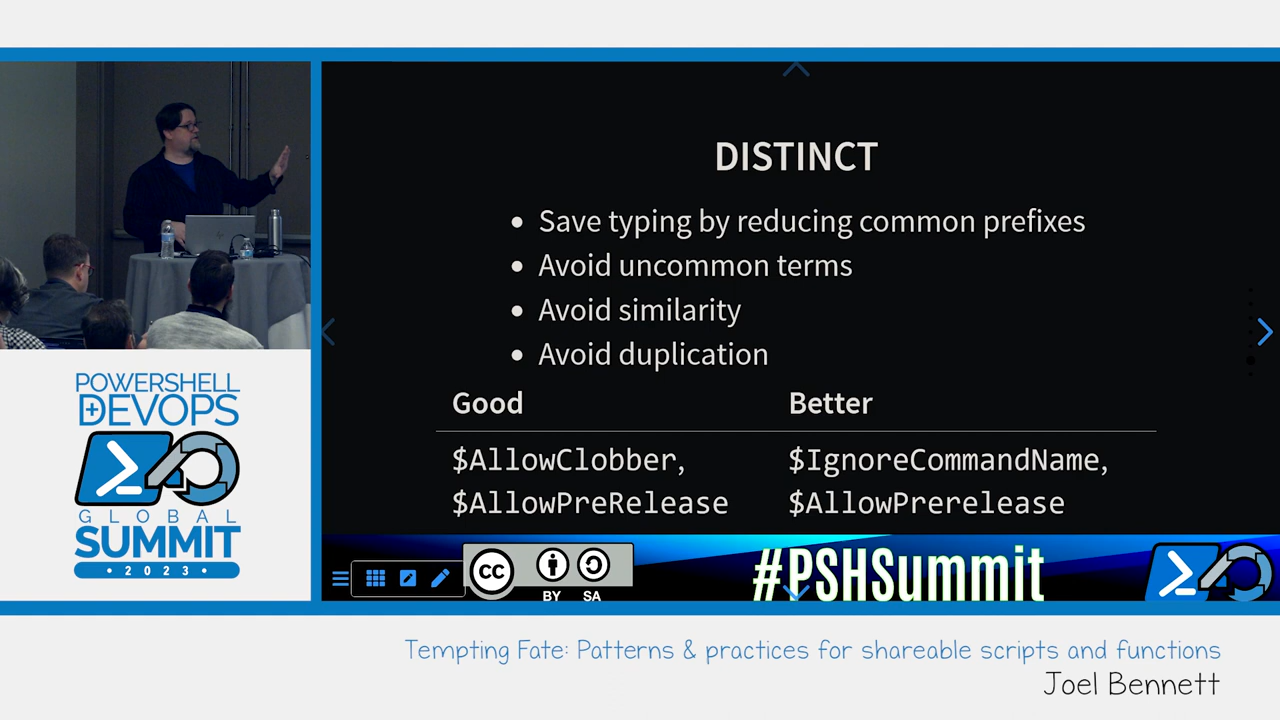 DISTINCT
Save typing by reducing common prefixes
Avoid uncommon terms
Avoid similarity
Avoid duplication
Good Better
$AllowClobber, $IgnoreCommandName,
$AllowPreRelease $AllowPrerelease
cc
BY SA
#PSHSummit
POWERSHELL
+DEVOPS
GLOBAL
SUMMIT
• 2023 •
Tempting Fate: Patterns & practices for shareable scripts and functions
Joel Bennett